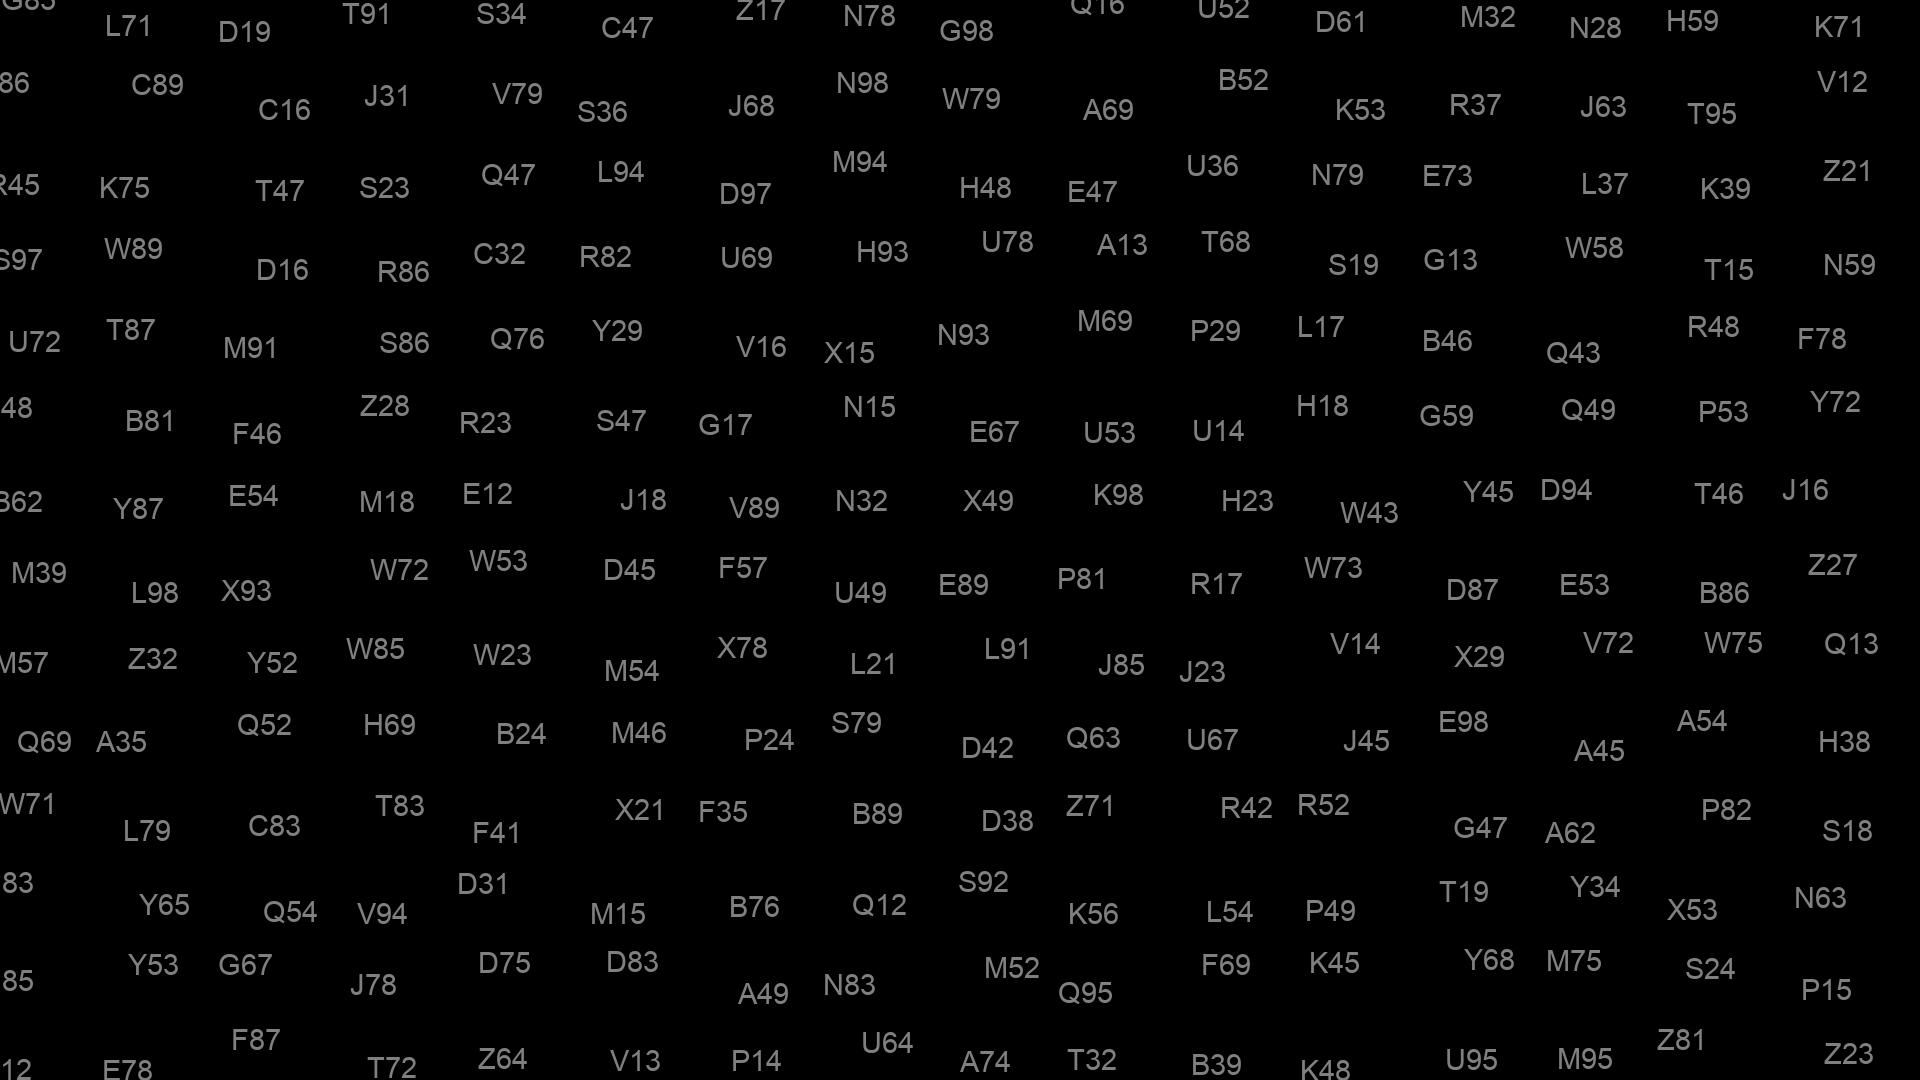 L71 D19 T91 S34 C47 Z17 N78 G98 Q16 U52 D61 M32 N28 H59 K71
86 C89 C16 J31 V79 S36 J68 N98 W79 A69 B52 K53 R37 J63 T95 V12
R45 K75 T47 S23 Q47 L94 D97 M94 H48 E47 U36 N79 E73 L37 K39 Z21
S97 W89 D16 R86 C32 R82 U69 H93 U78 A13 T68 S19 G13 W58 T15 N59
U72 T87 M91 S86 Q76 Y29 V16 X15 N93 M69 P29 L17 B46 Q43 R48 F78
48 B81 F46 Z28 R23 S47 G17 N15 E67 U53 U14 H18 G59 Q49 P53 Y72
B62 Y87 E54 M18 E12 J18 V89 N32 X49 K98 H23 W43 Y45 D94 T46 J16
M39 L98 X93 W72 W53 D45 F57 U49 E89 P81 R17 W73 D87 E53 B86 Z27
M57 Z32 Y52 W85 W23 M54 X78 L21 L91 J85 J23 V14 X29 V72 W75 Q13
Q69 A35 Q52 H69 B24 M46 P24 S79 D42 Q63 U67 J45 E98 A45 A54 H38
W71 L79 C83 T83 F41 X21 F35 B89 D38 Z71 R42 R52 G47 A62 P82 S18
83 Y65 Q54 V94 D31 M15 B76 Q12 S92 K56 L54 P49 T19 Y34 X53 N63
85 Y53 G67 J78 D75 D83 A49 N83 M52 Q95 F69 K45 Y68 M75 S24 P15
12 E78 F87 T72 Z64 V13 P14 U64 A74 T32 B39 K48 U95 M95 Z81 Z23